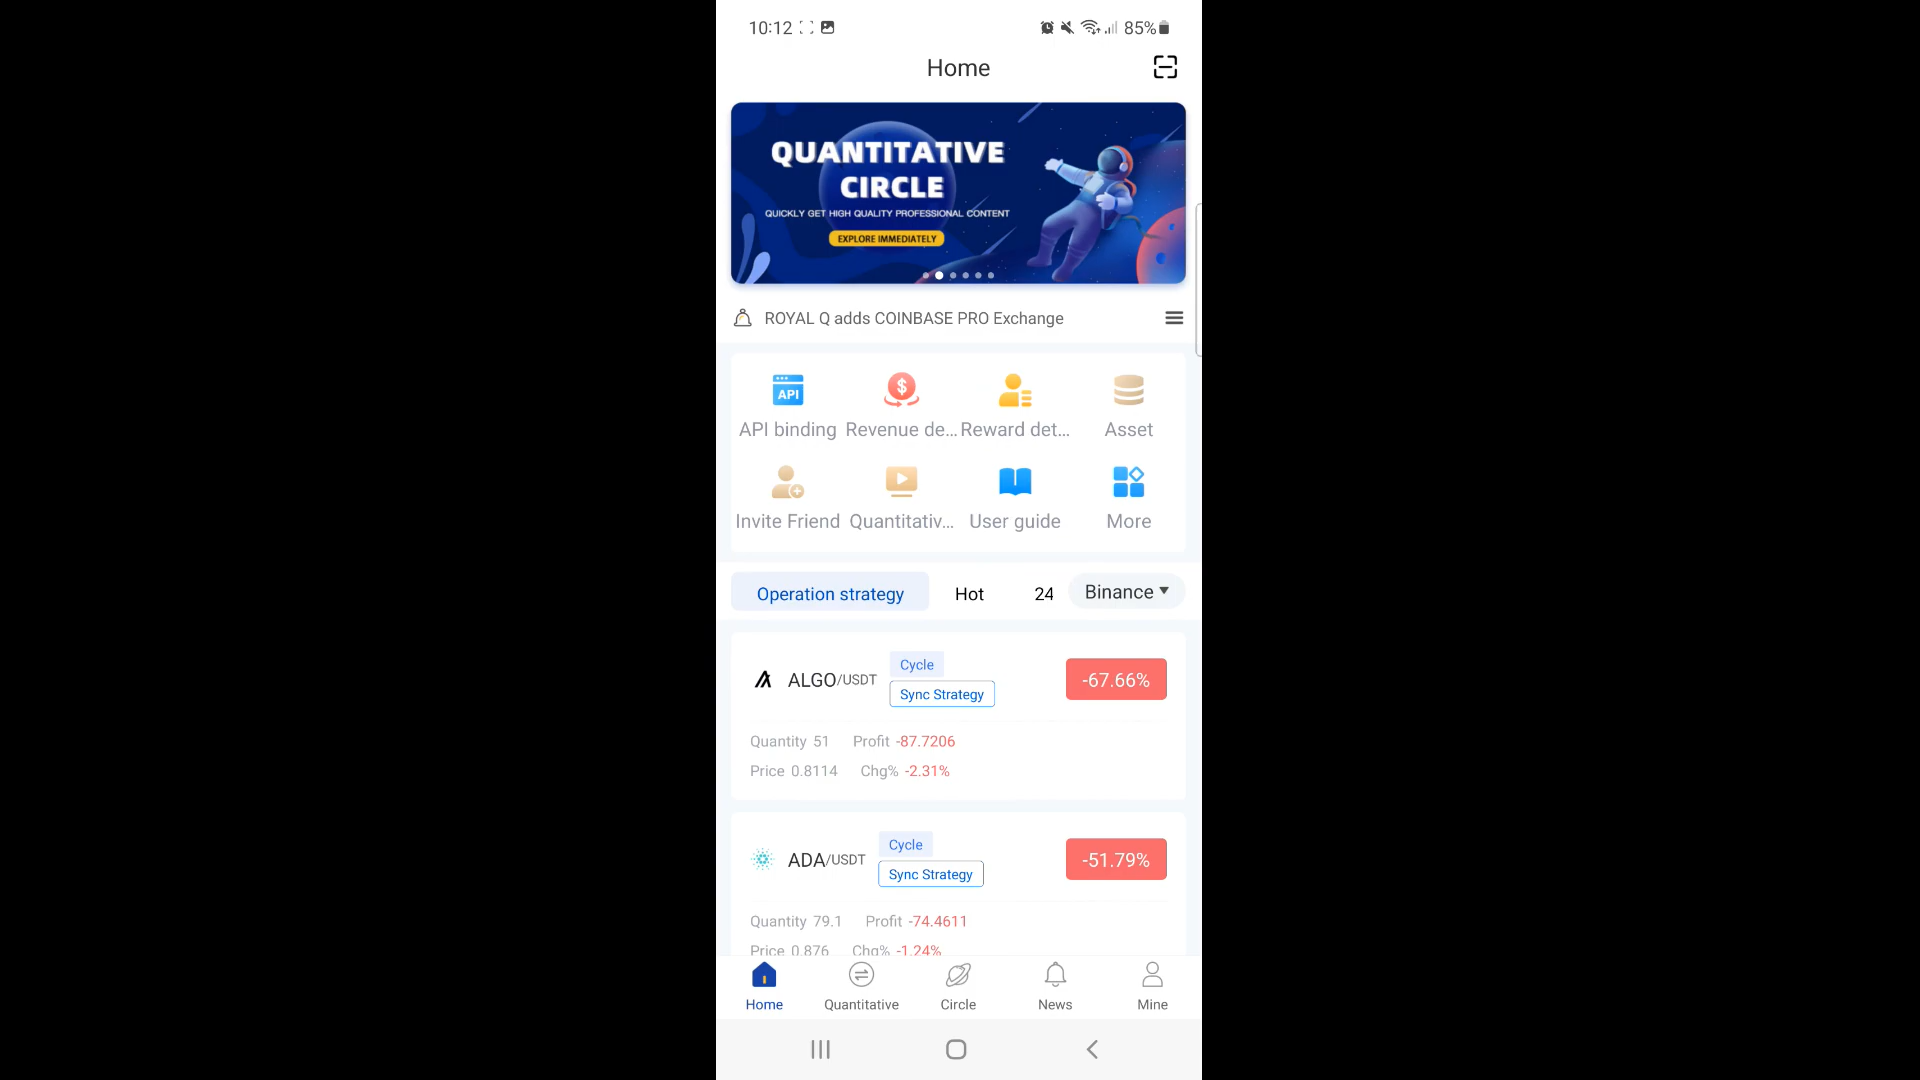 10:12 85%
Home
QUANTITATIVE
CIRCLE
QUICKLY GET HIGH QUALITY PROFESSIONAL CONTENT
EXPLORE IMMEDIATELY
ROYAL Q adds COINBASE PRO Exchange
API
API binding Revenue de... Reward det... Asset
Invite Friend Quantitativ... User guide More
Operation strategy Hot 24 Binance
ALGO/USDT Cycle -67.66%
Sync Strategy
Quantity 51 Profit -87.7206
Price 0.8114 Chg% -2.31%
ADA/USDT Cycle -51.79%
Sync Strategy
Quantity 79.1 Profit -74.4611
Price 0.876 Chg% -1.24%
Home Quantitative Circle News Mine